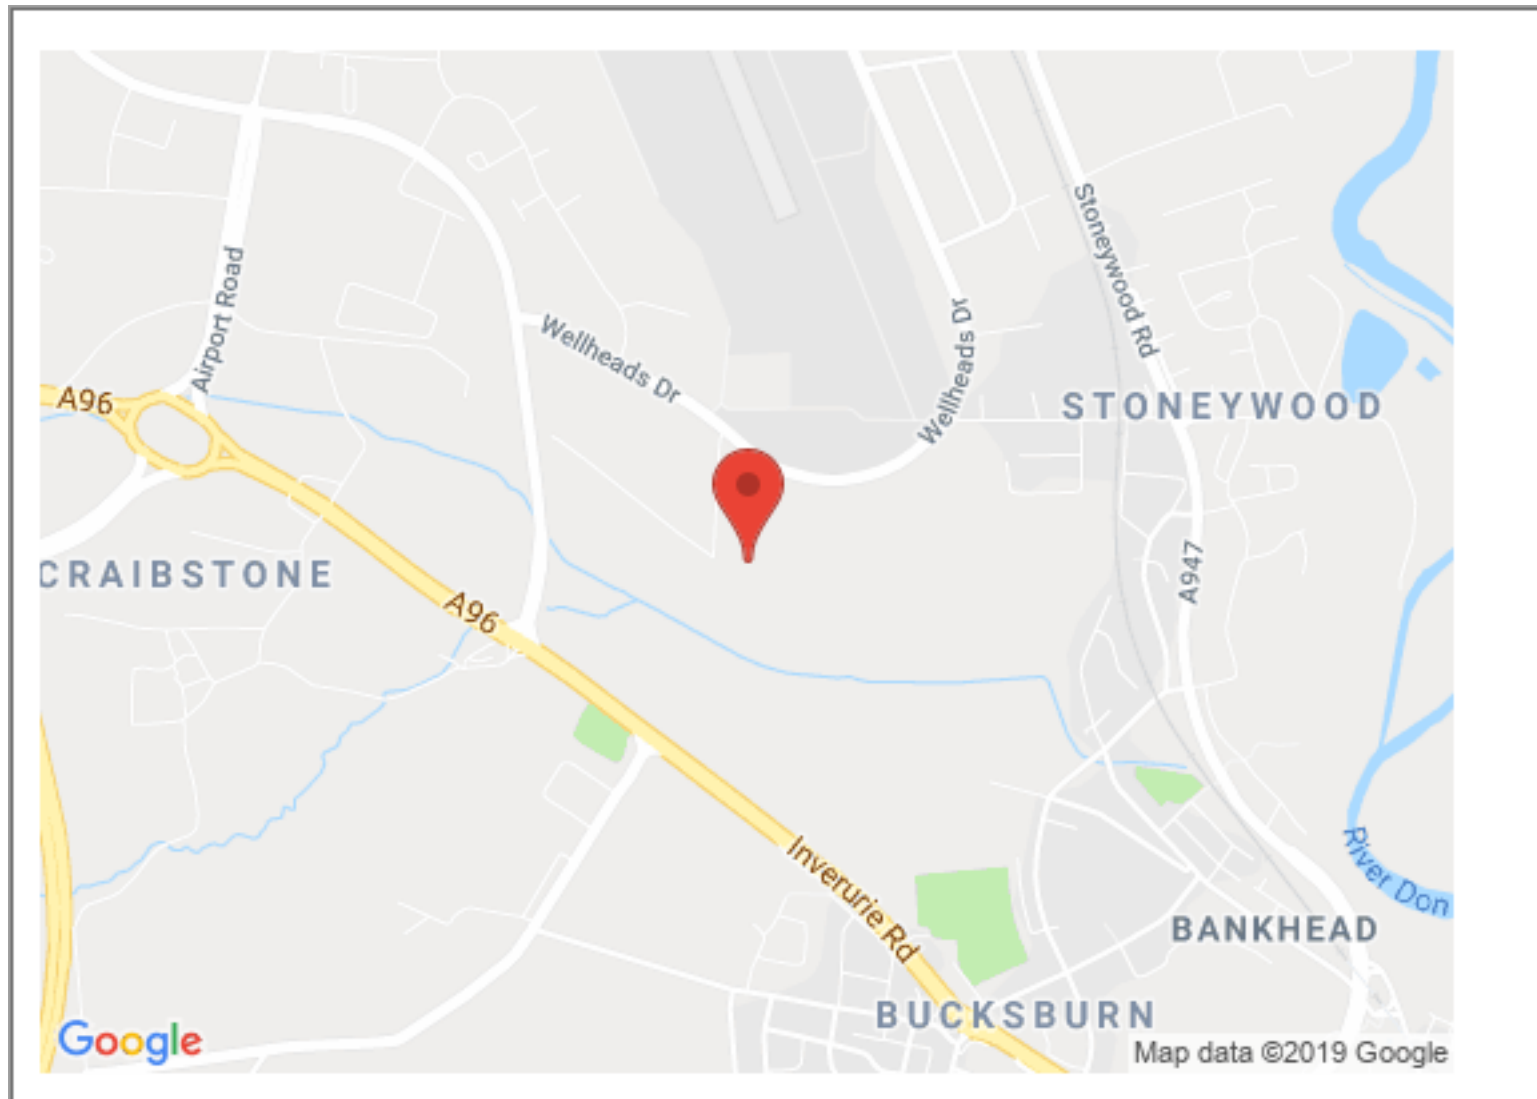 Stoneywood Rd
Airport Road
Wellheads Dr
Wellheads Dr
A96
STONEYWOOD
CRAIBSTONE
A947
A96
Inverurie Rd
River Don
BANKHEAD
BUCKSBURN
Google
Map data ©2019 Google